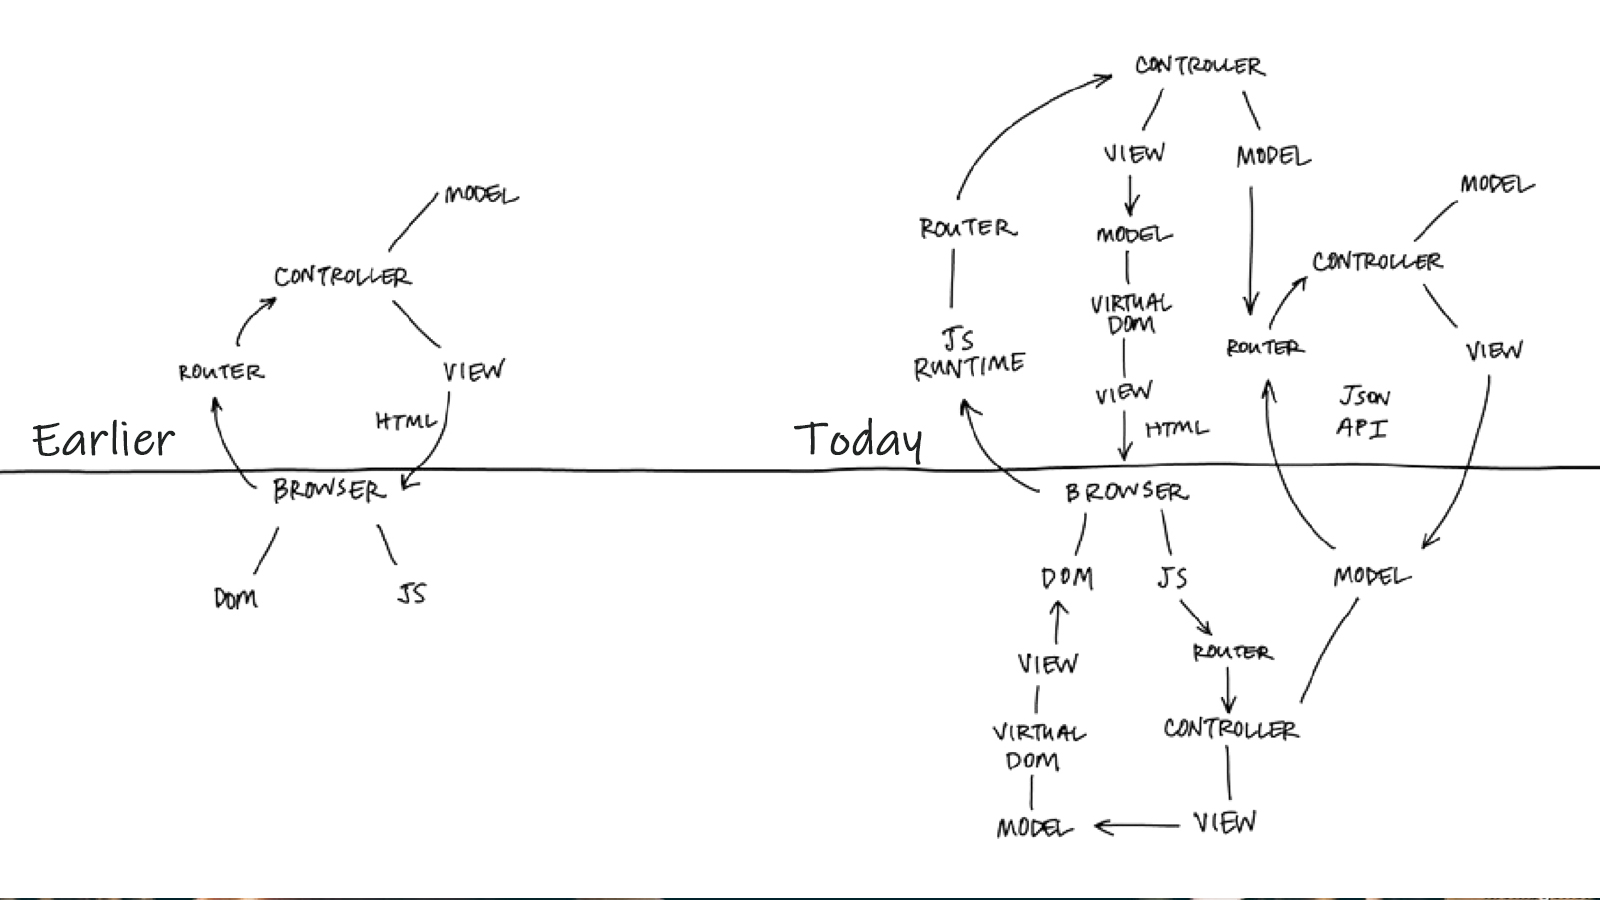 Earlier
MODEL
CONTROLLER
ROUTER
VIEW
HTML
BROWSER
DOM
JS
Today
CONTROLLER
VIEW
MODEL
ROUTER
MODEL
JS
RUNTIME
VIRTUAL
DOM
VIEW
HTML
MODEL
CONTROLLER
ROUTER
VIEW
JSON
API
BROWSER
DOM
JS
MODEL
VIEW
ROUTER
VIRTUAL
DOM
CONTROLLER
MODEL
VIEW